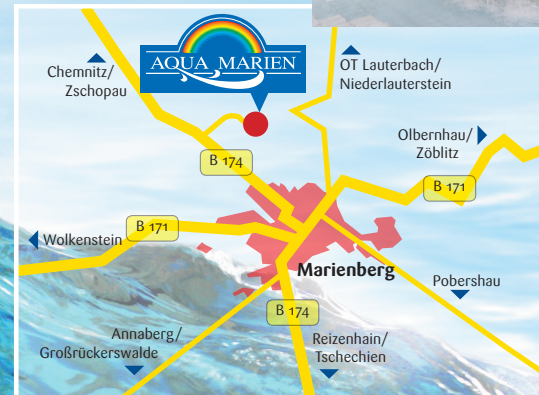 AQUA MARIEN
Chemnitz/
Zschopau
OT Lauterbach/
Niederlauterstein
Olbernhau/
Zöblitz
B 174
B 171
B 171
Wolkenstein
Marienberg
Pobershau
B 174
Annaberg/
Großrückerswalde
Reizenhain/
Tschechien